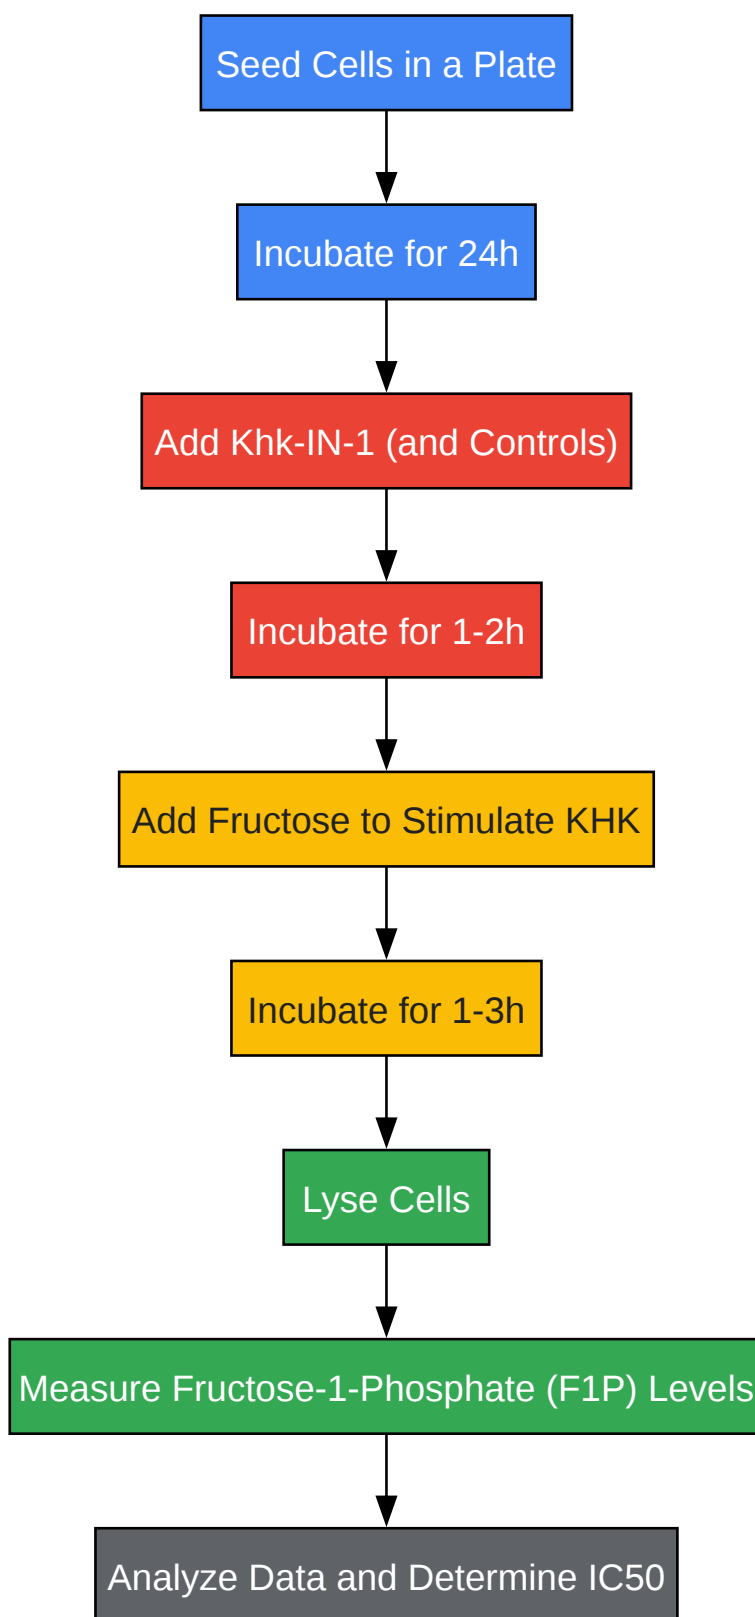 Seed Cells in a Plate
Incubate for 24h
Add Khk-IN-1 (and Controls)
Incubate for 1-2h
Add Fructose to Stimulate KHK
Incubate for 1-3h
Lyse Cells
Measure Fructose-1-Phosphate (F1P) Levels
Analyze Data and Determine IC50